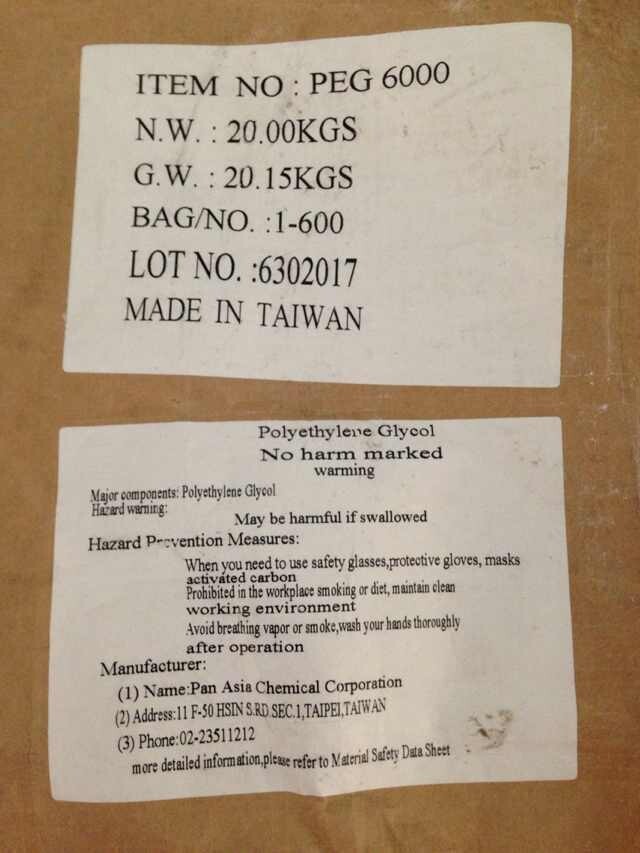 ITEM NO : PEG 6000
N.W. : 20.00KGS
G.W. : 20.15KGS
BAG/NO. :1-600
LOT NO. :6302017
MADE IN TAIWAN
Polyethylene Glycol
No harm marked
warming
Major components: Polyethylene Glycol
Hazard warning:
May be harmful if swallowed
Hazard Prevention Measures:
When you need to use safety glasses,protective gloves, masks
activated carbon
Prohibited in the workplace smoking or diet, maintain clean
working environment
Avoid breathing vapor or smoke,wash your hands thoroughly
after operation
Manufacturer:
(1) Name:Pan Asia Chemical Corporation
(2) Address:11 F-50 HSIN S.RD.SEC.1,TAIPEI,TAIWAN
(3) Phone:02-23511212
more detailed information,please refer to Material Safety Data Sheet